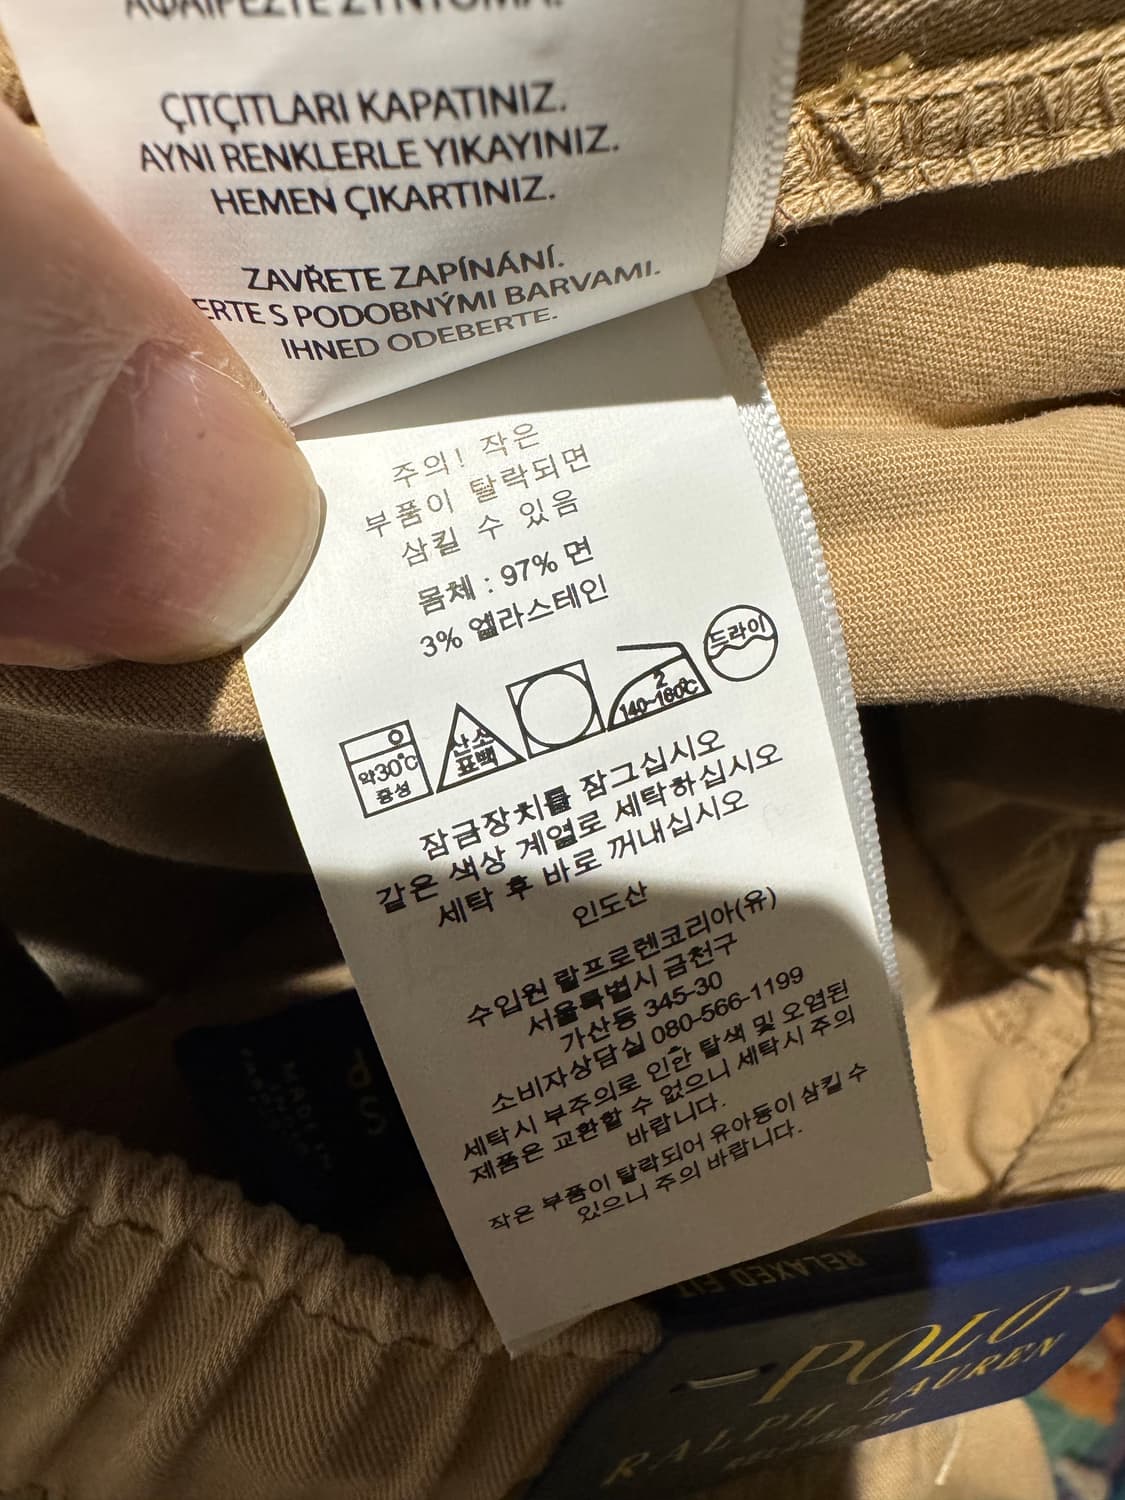 ΑΦΑΙΡΕΣΤΕ ΣΥΝΤΟΜΑ.
ÇITÇITLARI KAPATINIZ.
AYNI RENKLERLE YIKAYINIZ.
HEMEN ÇIKARTINIZ.
ZAVŘETE ZAPÍNÁNÍ.
ERTE S PODOBNÝMI BARVAMI.
IHNED ODEBERTE.
주의! 작은
부품이 탈락되면
삼킬 수 있음
몸체 : 97% 면
3% 엘라스테인
약30℃
중성
산소
표백
2
140~160℃
드라이
잠금장치를 잠그십시오
같은 색상 계열로 세탁하십시오
세탁 후 바로 꺼내십시오
인도산
수입원 랄프로렌코리아(유)
서울특별시 금천구
가산동 345-30
소비자상담실 080-566-1199
세탁시 부주의로 인한 탈색 및 오염된
제품은 교환할 수 없으니 세탁시 주의
바랍니다.
작은 부품이 탈락되어 유아등이 삼킬 수
있으니 주의 바랍니다.
MADE IN
RELAXED FIT
POLO
RALPH LAUREN